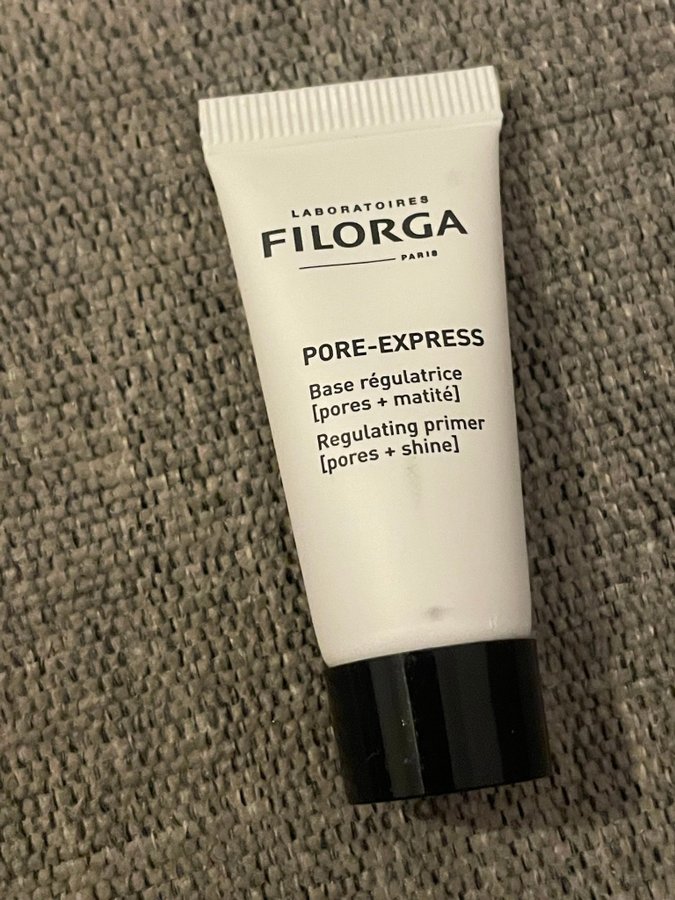 LABORATOIRES
FILORGA
PARIS
PORE-EXPRESS
Base régulatrice
[pores + matité]
Regulating primer
[pores + shine]